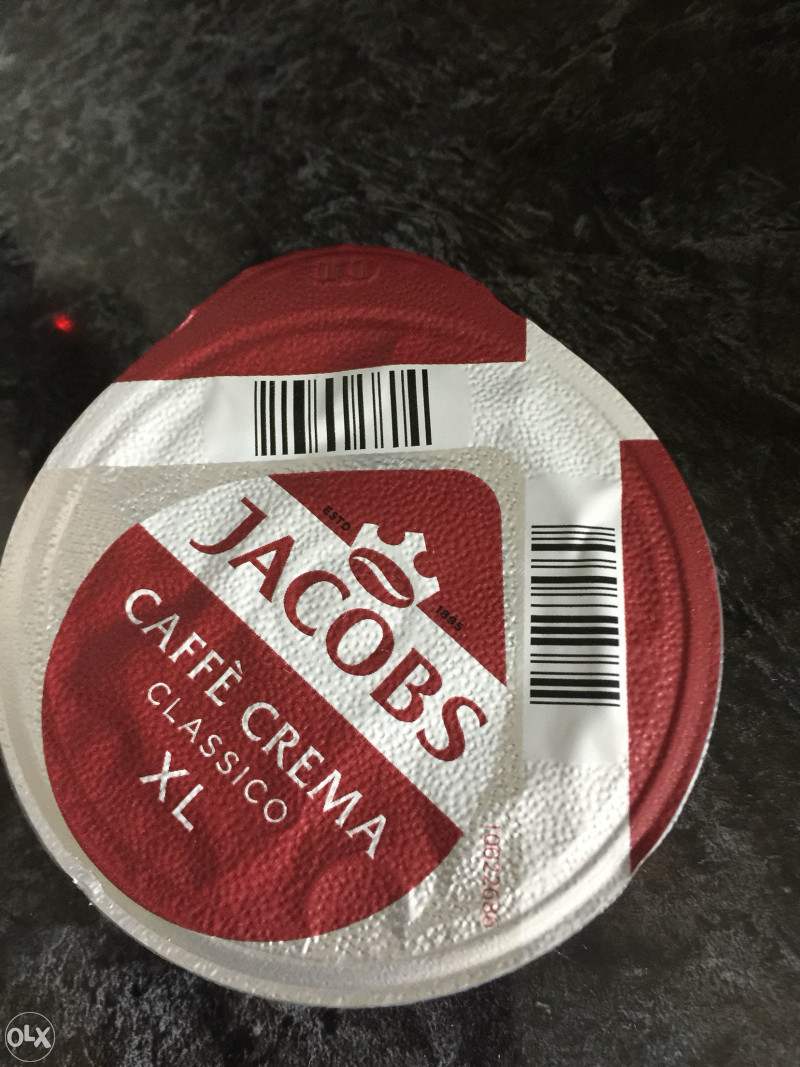 ESTD 1895
JACOBS
CAFFÈ CREMA
CLASSICO
XL
OLX